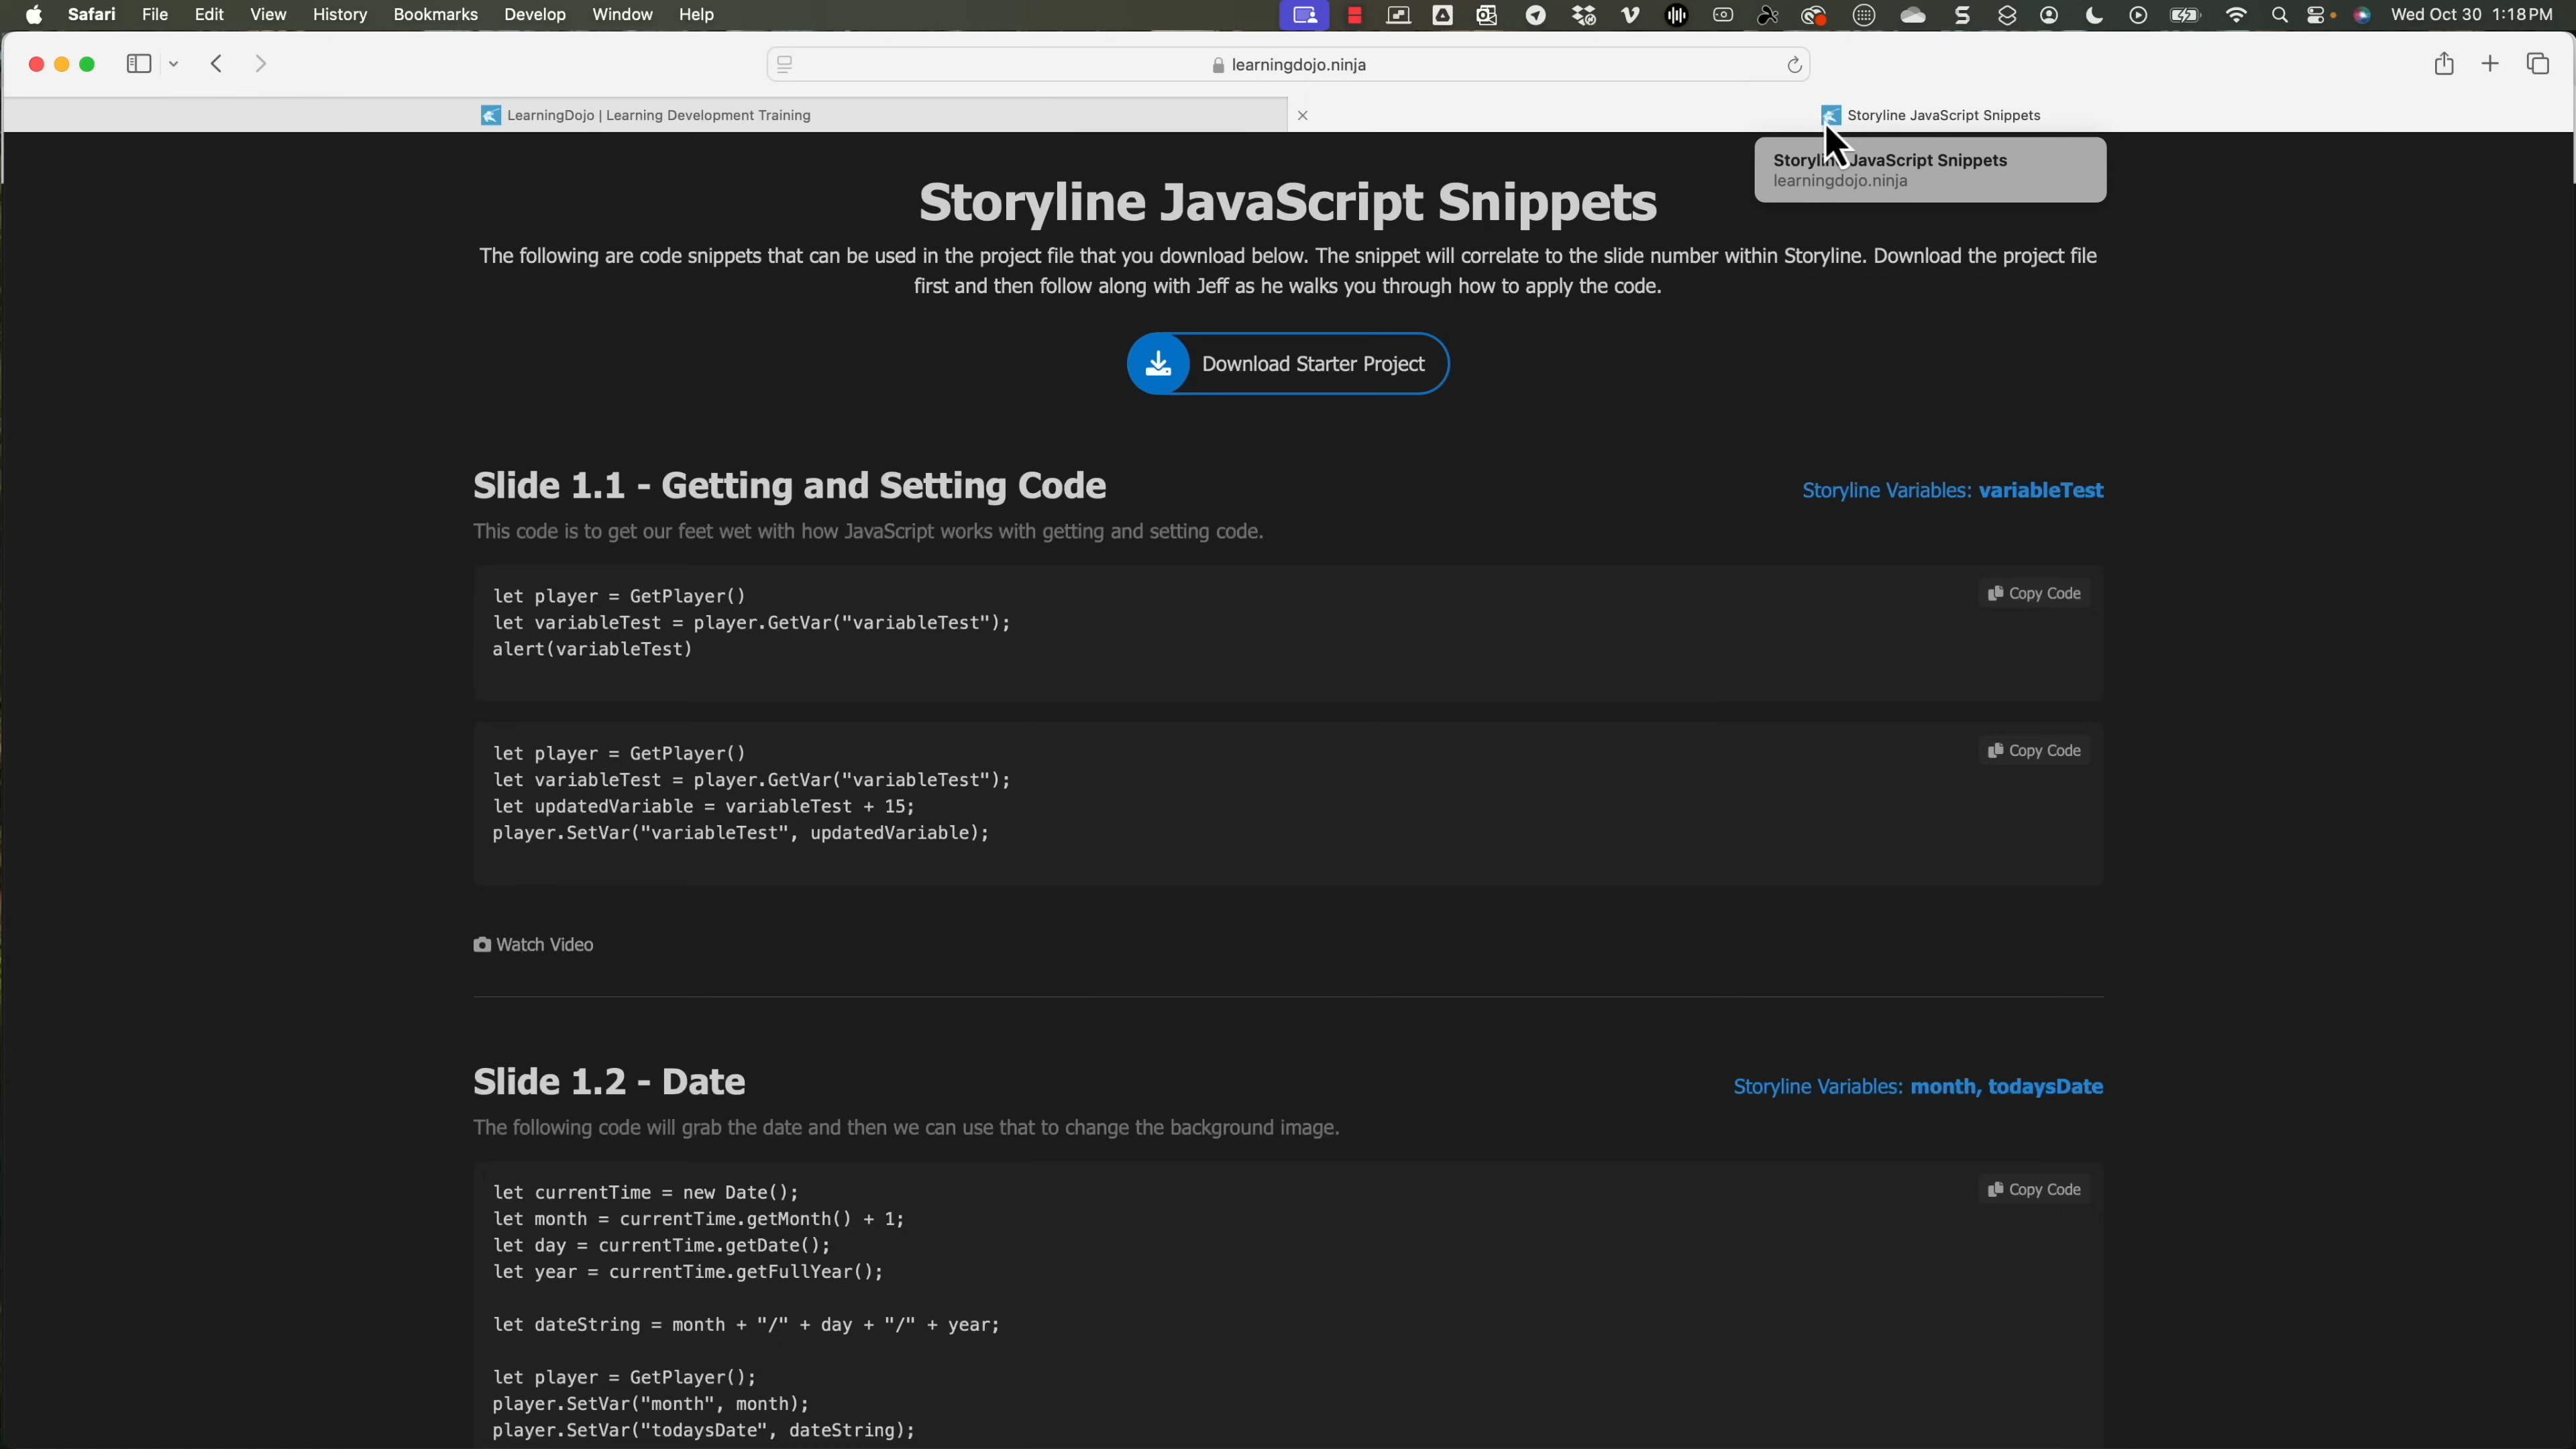 Safari File Edit View History Bookmarks Develop Window Help Wed Oct 30 1:18 PM
learningdojo.ninja
LearningDojo | Learning Development Training
Storyline JavaScript Snippets
JavaScript Snippets
learningdojo.ninja
Storyline JavaScript Snippets
The following are code snippets that can be used in the project file that you download below. The snippet will correlate to the slide number within Storyline. Download the project file
first and then follow along with Jeff as he walks you through how to apply the code.
Download Starter Project
Slide 1.1 - Getting and Setting Code
Storyline Variables: variableTest
This code is to get our feet wet with how JavaScript works with getting and setting code.
Copy Code
let player = GetPlayer()
let variableTest = player.GetVar("variableTest");
alert(variableTest)
Copy Code
let player = GetPlayer()
let variableTest = player.GetVar("variableTest");
let updatedVariable = variableTest + 15;
player.SetVar("variableTest", updatedVariable);
Watch Video
Slide 1.2 - Date
Storyline Variables: month, todaysDate
The following code will grab the date and then we can use that to change the background image.
Copy Code
let currentTime = new Date();
let month = currentTime.getMonth() + 1;
let day = currentTime.getDate();
let year = currentTime.getFullYear();
let dateString = month + "/" + day + "/" + year;
let player = GetPlayer();
player.SetVar("month", month);
player.SetVar("todaysDate", dateString);